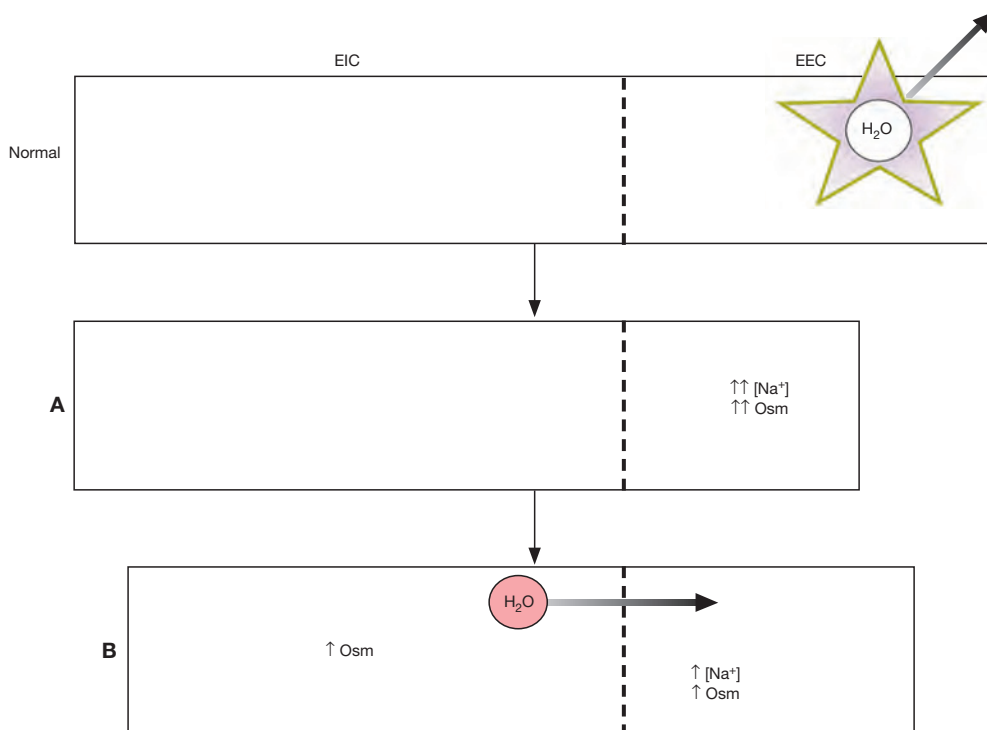 EIC
EEC
H₂O
Normal
A
↑↑ [Na⁺]
↑↑ Osm
H₂O
B
↑ Osm
↑ [Na⁺]
↑ Osm